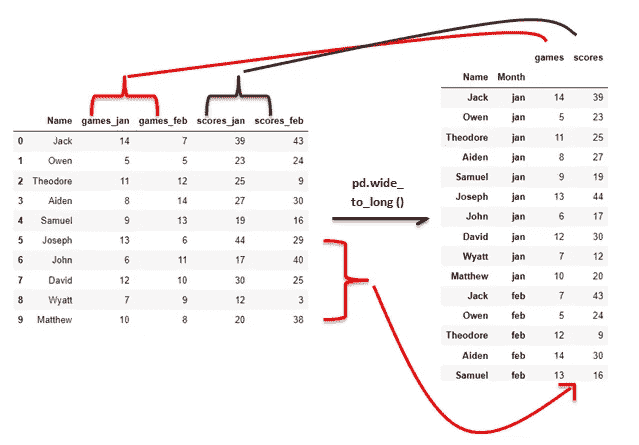 Name games_jan games_feb scores_jan scores_feb
0 Jack 14 7 39 43
1 Owen 5 5 23 24
2 Theodore 11 12 25 9
3 Aiden 8 14 27 30
4 Samuel 9 13 19 16
5 Joseph 13 6 44 29
6 John 6 11 17 40
7 David 12 10 30 25
8 Wyatt 7 9 12 3
9 Matthew 10 8 20 38
pd.wide_
to_long ()
games scores
Name Month
Jack jan 14 39
Owen jan 5 23
Theodore jan 11 25
Aiden jan 8 27
Samuel jan 9 19
Joseph jan 13 44
John jan 6 17
David jan 12 30
Wyatt jan 7 12
Matthew jan 10 20
Jack feb 7 43
Owen feb 5 24
Theodore feb 12 9
Aiden feb 14 30
Samuel feb 13 16